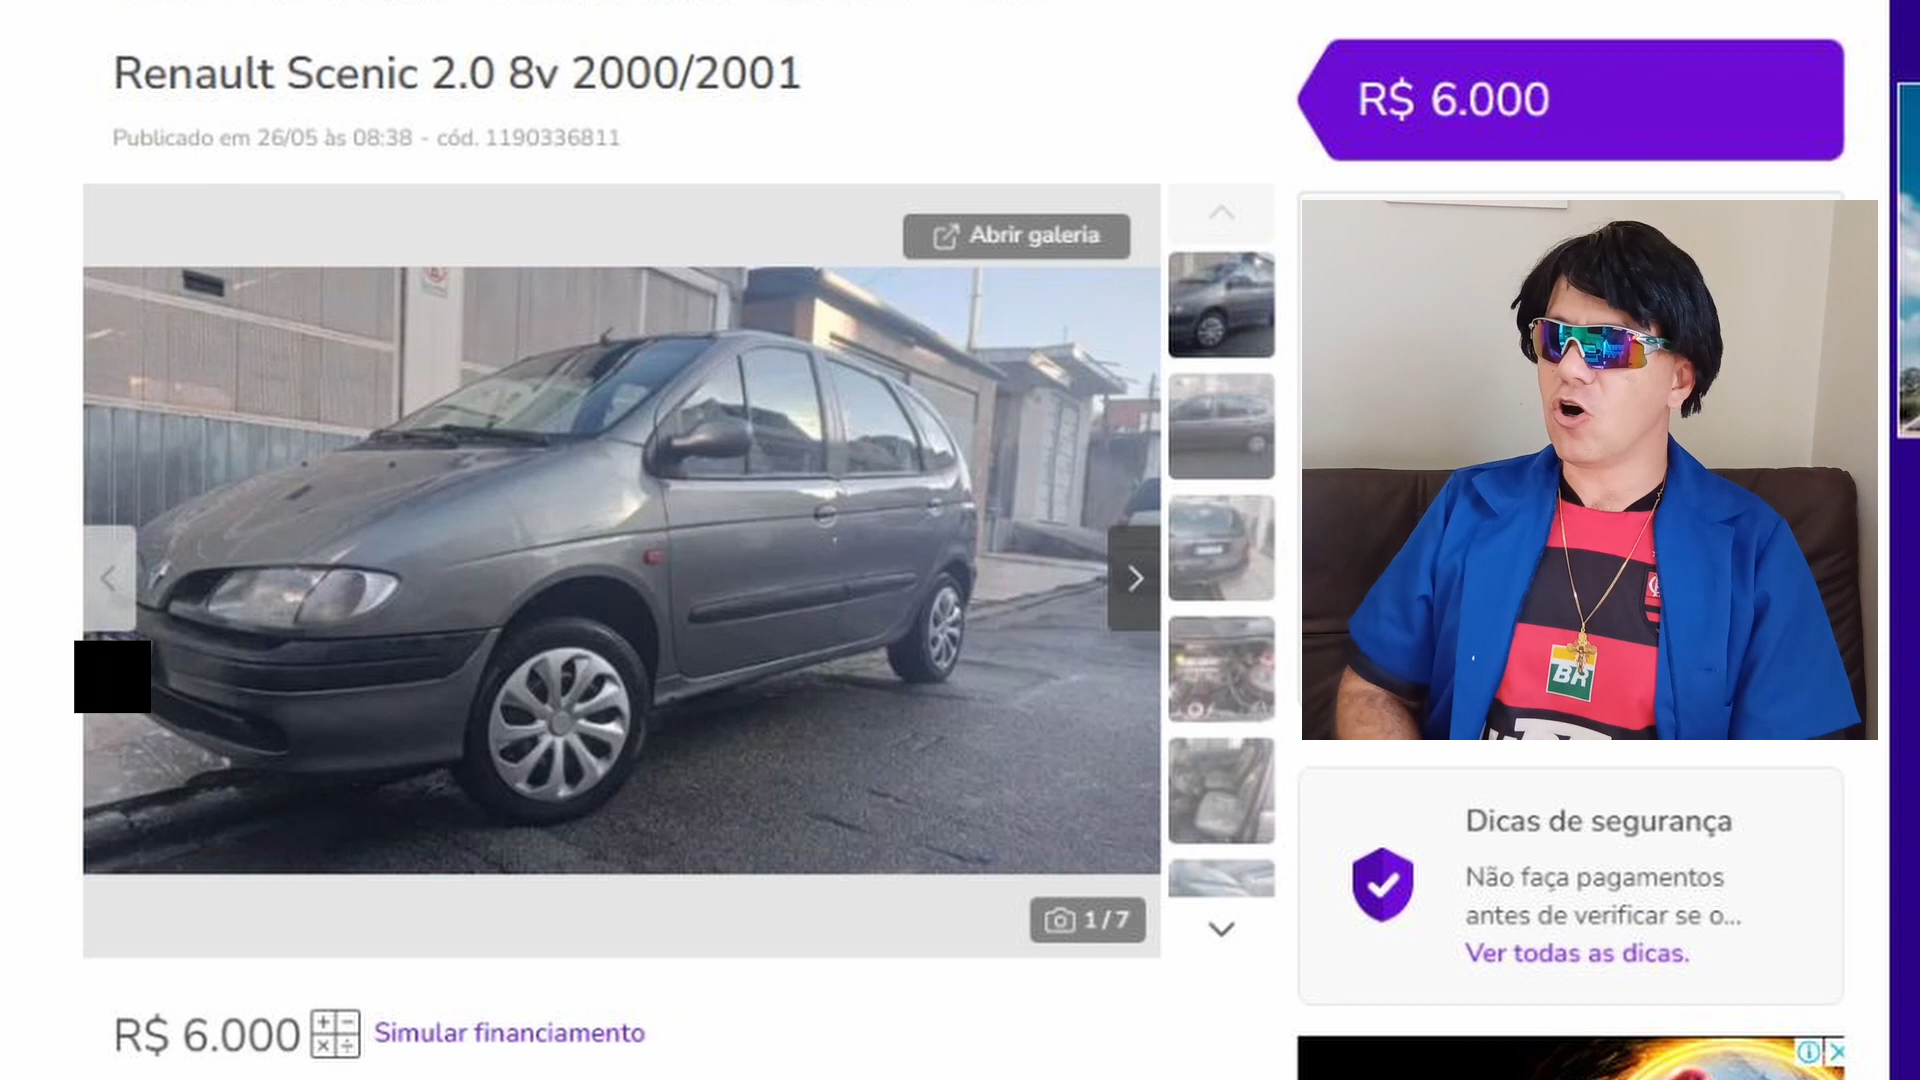 Renault Scenic 2.0 8v 2000/2001
Publicado em 26/05 às 08:38 - cód. 1190336811
R$ 6.000
Abrir galeria
BR
1 / 7
Dicas de segurança
Não faça pagamentos
antes de verificar se o...
Ver todas as dicas.
R$ 6.000
Simular financiamento